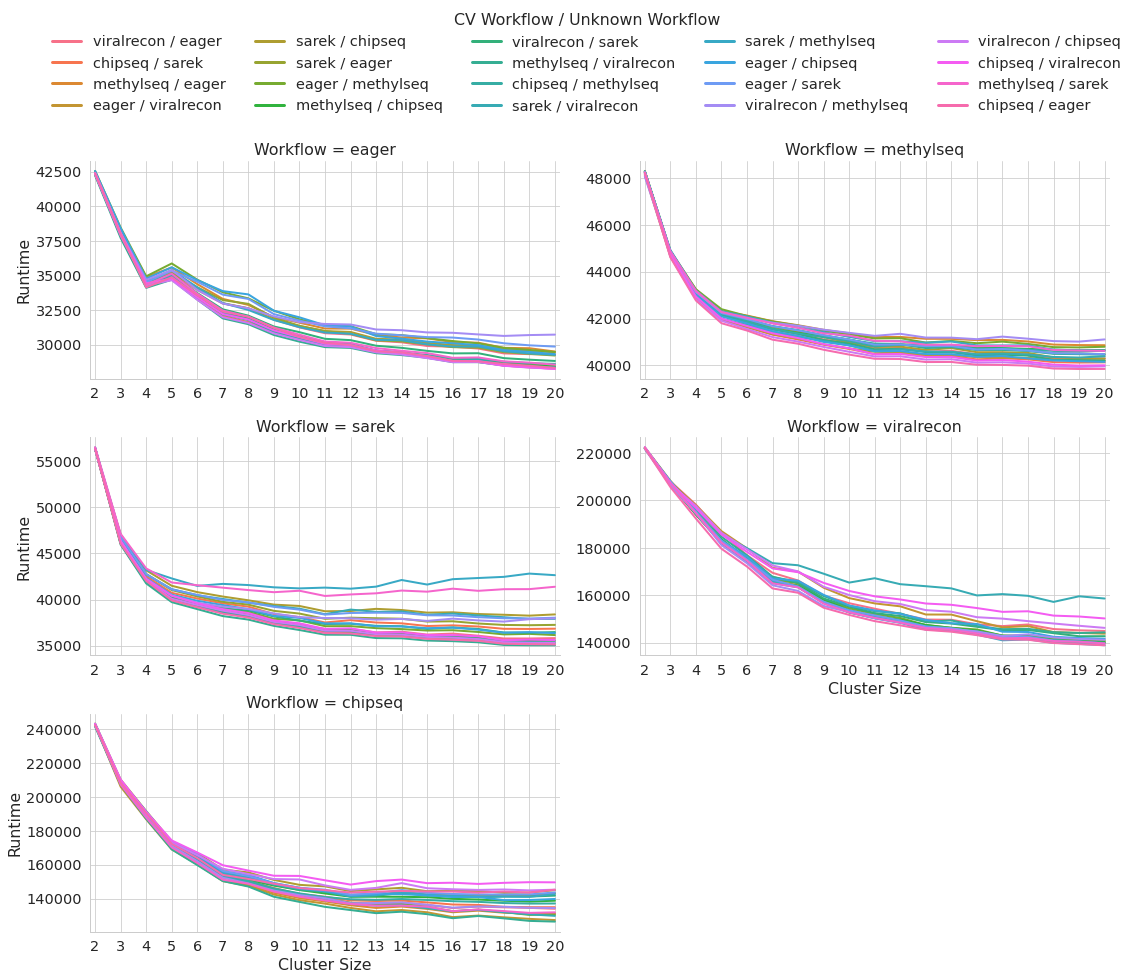 CV Workflow / Unknown Workflow
viralrecon / eager
chipseq / sarek
methylseq / eager
eager / viralrecon
sarek / chipseq
sarek / eager
eager / methylseq
methylseq / chipseq
viralrecon / sarek
methylseq / viralrecon
chipseq / methylseq
sarek / viralrecon
sarek / methylseq
eager / chipseq
eager / sarek
viralrecon / methylseq
viralrecon / chipseq
chipseq / viralrecon
methylseq / sarek
chipseq / eager
Workflow = eager
Runtime
42500
40000
37500
35000
32500
30000
2 3 4 5 6 7 8 9 10 11 12 13 14 15 16 17 18 19 20
Workflow = methylseq
48000
46000
44000
42000
40000
2 3 4 5 6 7 8 9 10 11 12 13 14 15 16 17 18 19 20
Workflow = sarek
Runtime
55000
50000
45000
40000
35000
2 3 4 5 6 7 8 9 10 11 12 13 14 15 16 17 18 19 20
Workflow = viralrecon
220000
200000
180000
160000
140000
2 3 4 5 6 7 8 9 10 11 12 13 14 15 16 17 18 19 20
Cluster Size
Workflow = chipseq
Runtime
240000
220000
200000
180000
160000
140000
2 3 4 5 6 7 8 9 10 11 12 13 14 15 16 17 18 19 20
Cluster Size